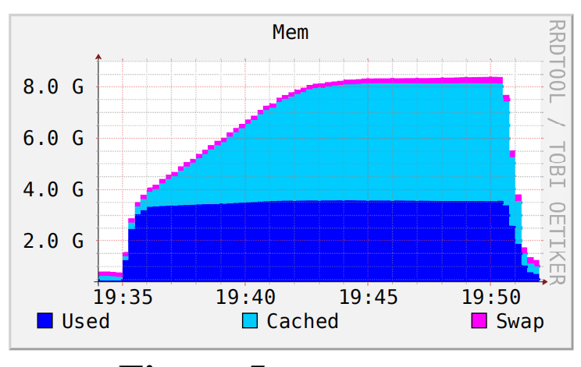 Mem
8.0 G
6.0 G
4.0 G
2.0 G
19:35 19:40 19:45 19:50
Used Cached Swap
RRDTOOL / TOBI OETIKER